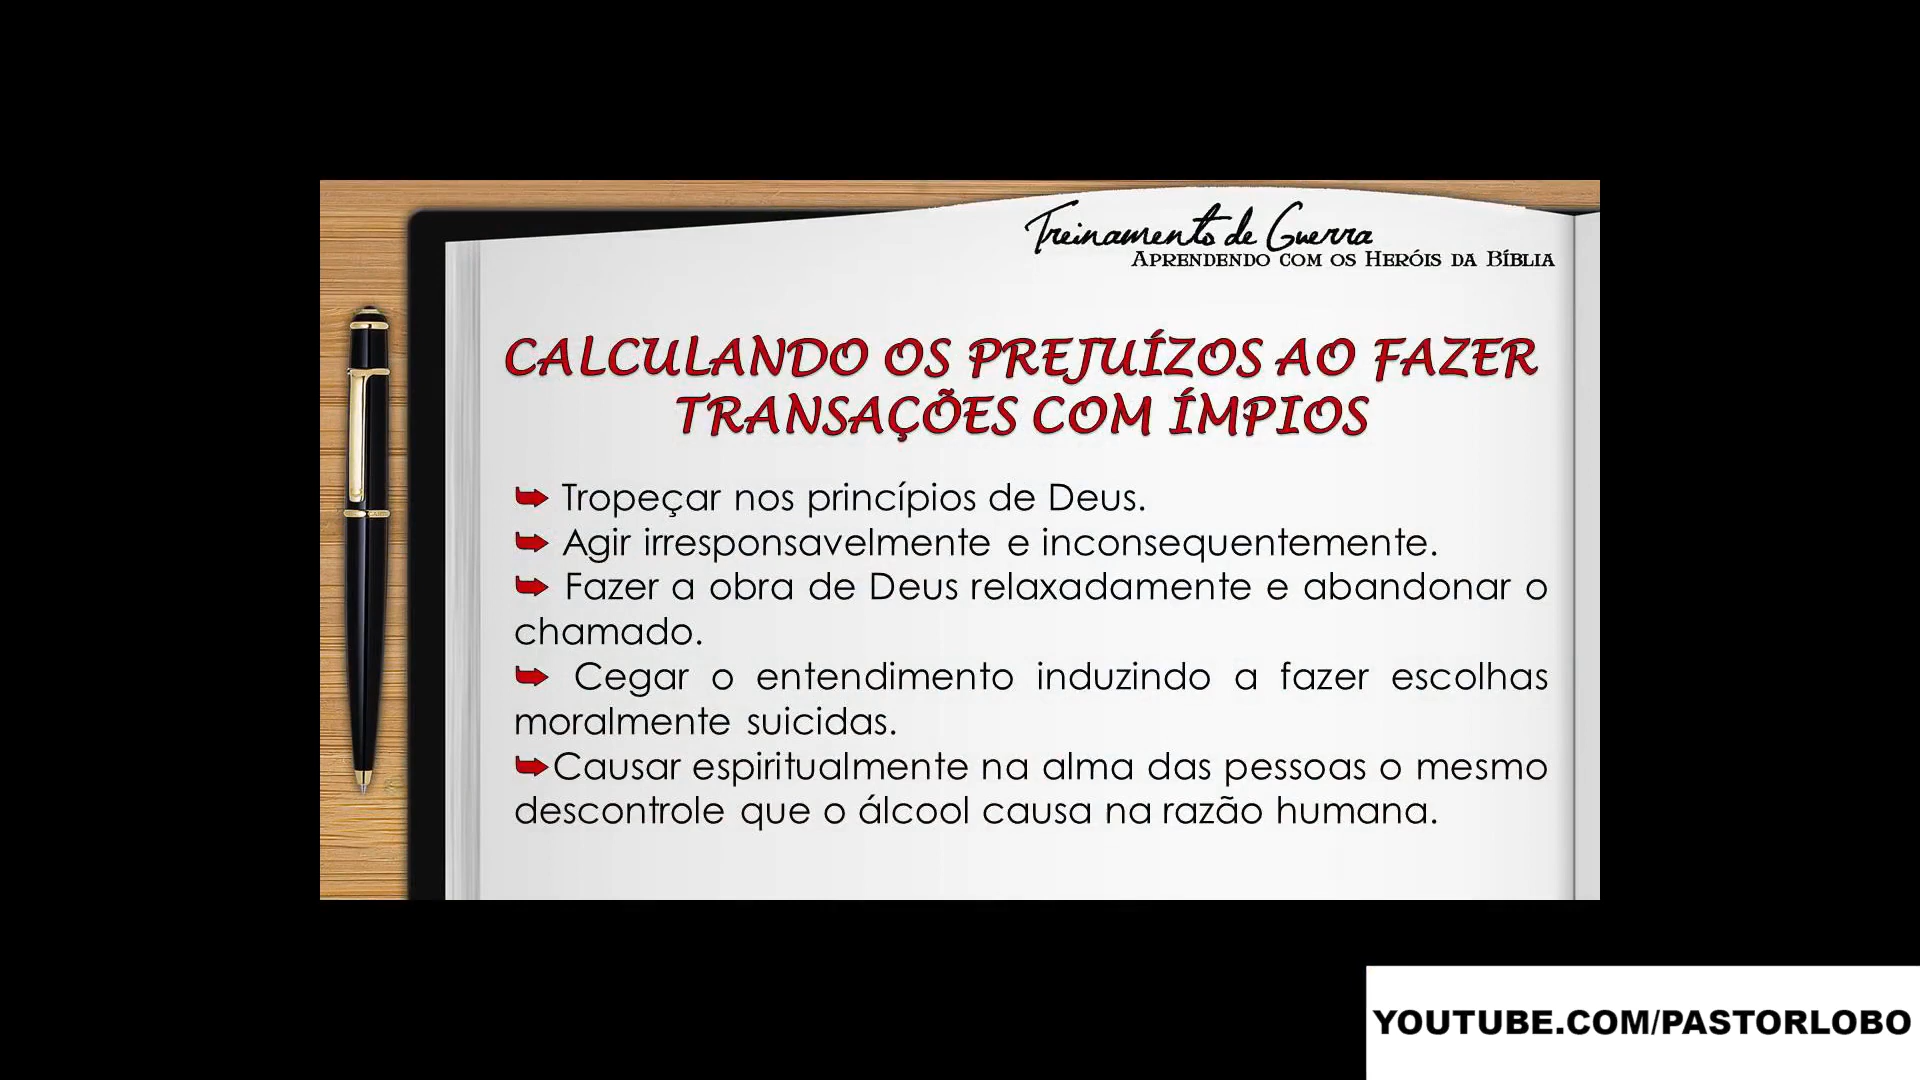 Treinamento de Guerra
Aprendendo com os Heróis da Bíblia
CALCULANDO OS PREJUÍZOS AO FAZER
TRANSAÇÕES COM ÍMPIOS
Tropeçar nos princípios de Deus.
Agir irresponsavelmente e inconsequentemente.
Fazer a obra de Deus relaxadamente e abandonar o
chamado.
Cegar o entendimento induzindo a fazer escolhas
moralmente suicidas.
Causar espiritualmente na alma das pessoas o mesmo
descontrole que o álcool causa na razão humana.
YOUTUBE.COM/PASTORLOBO